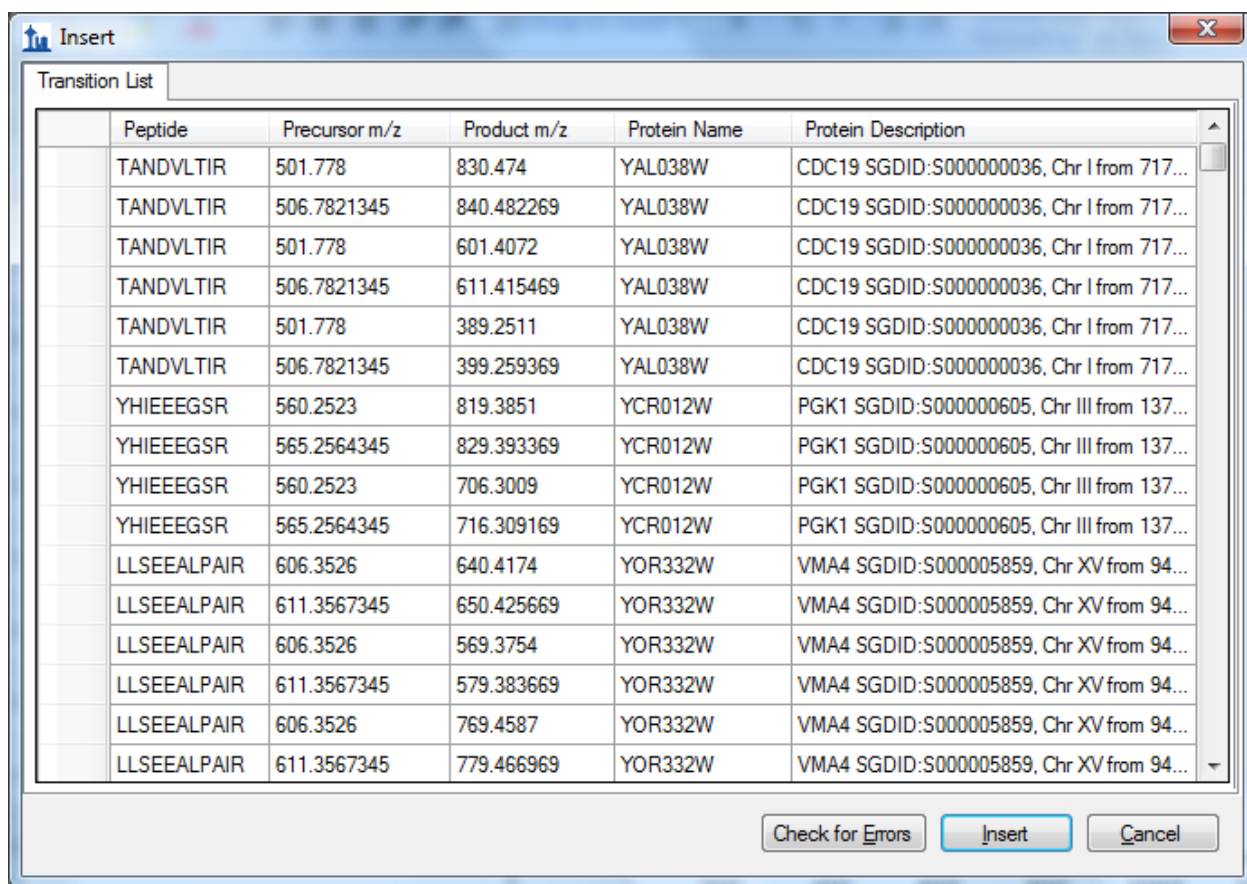 Insert
Transition List
Peptide Precursor m/z Product m/z Protein Name Protein Description
TANDVLTIR 501.778 830.474 YAL038W CDC19 SGDID:S000000036, Chr I from 717...
TANDVLTIR 506.7821345 840.482269 YAL038W CDC19 SGDID:S000000036, Chr I from 717...
TANDVLTIR 501.778 601.4072 YAL038W CDC19 SGDID:S000000036, Chr I from 717...
TANDVLTIR 506.7821345 611.415469 YAL038W CDC19 SGDID:S000000036, Chr I from 717...
TANDVLTIR 501.778 389.2511 YAL038W CDC19 SGDID:S000000036, Chr I from 717...
TANDVLTIR 506.7821345 399.259369 YAL038W CDC19 SGDID:S000000036, Chr I from 717...
YHIEEEGSR 560.2523 819.3851 YCR012W PGK1 SGDID:S000000605, Chr III from 137...
YHIEEEGSR 565.2564345 829.393369 YCR012W PGK1 SGDID:S000000605, Chr III from 137...
YHIEEEGSR 560.2523 706.3009 YCR012W PGK1 SGDID:S000000605, Chr III from 137...
YHIEEEGSR 565.2564345 716.309169 YCR012W PGK1 SGDID:S000000605, Chr III from 137...
LLSEEALPAIR 606.3526 640.4174 YOR332W VMA4 SGDID:S000005859, Chr XV from 94...
LLSEEALPAIR 611.3567345 650.425669 YOR332W VMA4 SGDID:S000005859, Chr XV from 94...
LLSEEALPAIR 606.3526 569.3754 YOR332W VMA4 SGDID:S000005859, Chr XV from 94...
LLSEEALPAIR 611.3567345 579.383669 YOR332W VMA4 SGDID:S000005859, Chr XV from 94...
LLSEEALPAIR 606.3526 769.4587 YOR332W VMA4 SGDID:S000005859, Chr XV from 94...
LLSEEALPAIR 611.3567345 779.466969 YOR332W VMA4 SGDID:S000005859, Chr XV from 94...
Check for Errors Insert Cancel